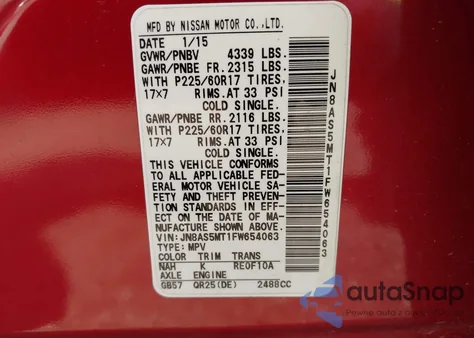 MFD BY NISSAN MOTOR CO.,LTD.
DATE 1/15
GVWR/PNBV 4339 LBS.
GAWR/PNBE FR. 2315 LBS.
WITH P225/60R17 TIRES,
17x7 RIMS.AT 33 PSI
COLD SINGLE.
GAWR/PNBE RR. 2116 LBS.
WITH P225/60R17 TIRES,
17x7 RIMS.AT 33 PSI
COLD SINGLE.
THIS VEHICLE CONFORMS
TO ALL APPLICABLE FED-
ERAL MOTOR VEHICLE SA-
FETY AND THEFT PREVEN-
TION STANDARDS IN EFF-
ECT ON THE DATE OF MA-
NUFACTURE SHOWN ABOVE.
VIN:JN8AS5MT1FW654063
TYPE: MPV
COLOR TRIM TRANS
NAH K RE0F10A
AXLE ENGINE
GB57 QR25(DE) 2488CC
JN8AS5MT1FW654063
autoSnap
Pewne auto z USA